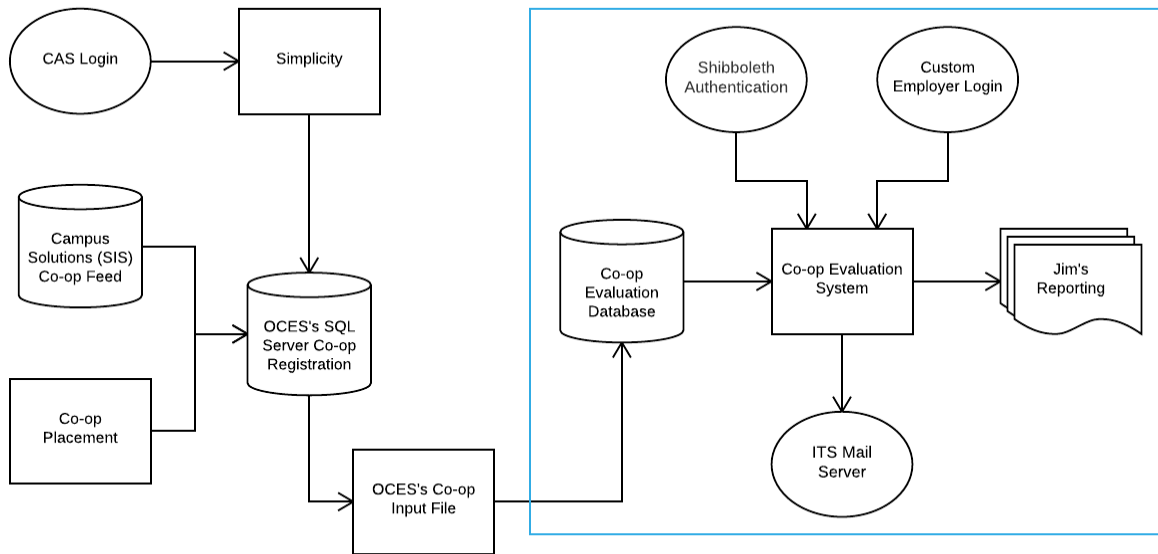 CAS Login
Simplicity
Shibboleth
Authentication
Custom
Employer Login
Campus
Solutions (SIS)
Co-op Feed
OCES's SQL
Server Co-op
Registration
Co-op
Placement
OCES's Co-op
Input File
Co-op
Evaluation
Database
Co-op Evaluation
System
Jim's
Reporting
ITS Mail
Server